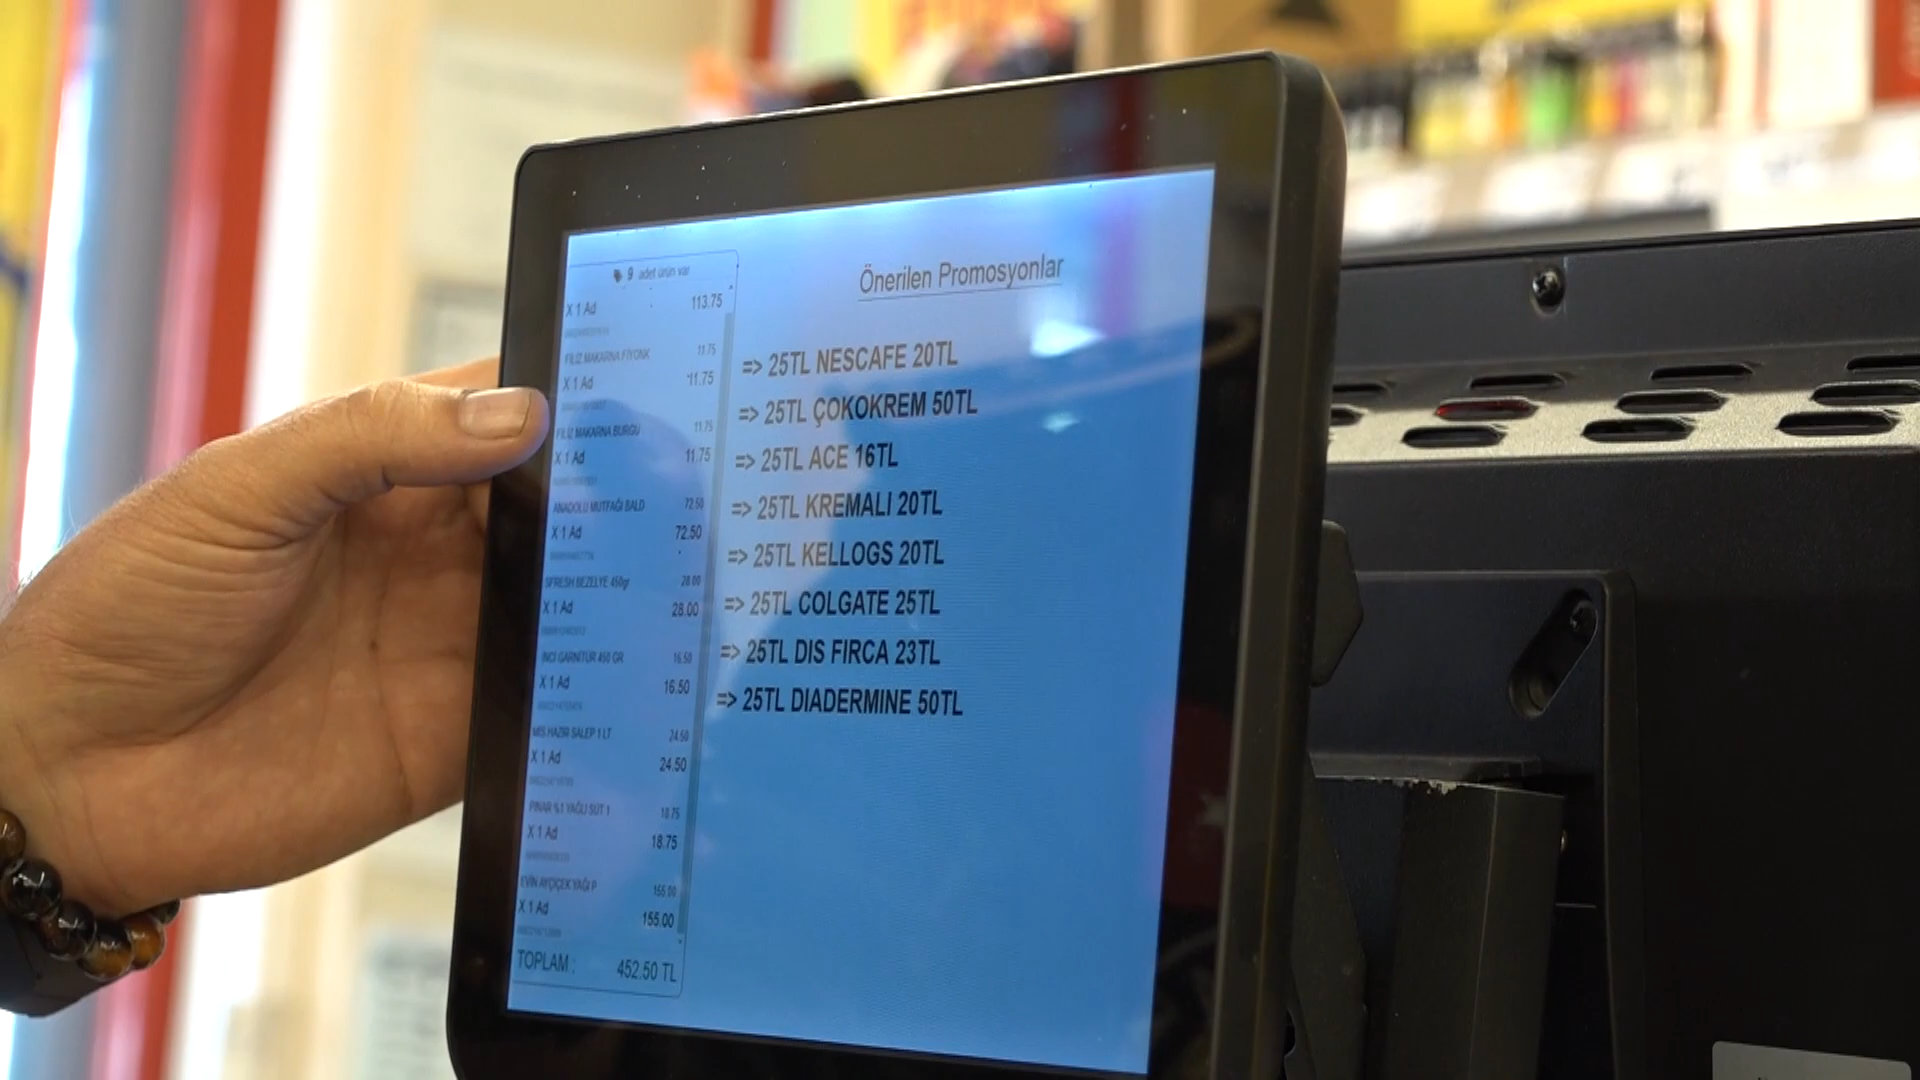 9 adet ürün var
X 1 Ad 113.75
FİLİZ MAKARNA FİYONK 11.75
X 1 Ad 11.75
FİLİZ MAKARNA BURGU 11.75
X 1 Ad 11.75
ANADOLU MUTFAĞI BALD 72.50
X 1 Ad 72.50
SFRESH BEZELYE 450gr 28.00
X 1 Ad 28.00
INCI GARNİTUR 450 GR 16.50
X 1 Ad 16.50
MIS HAZIR SALEP 1 LT 24.50
X 1 Ad 24.50
PINAR %1 YAĞLI SUT 1 18.75
X 1 Ad 18.75
EVIN AYÇİÇEK YAĞI P 155.00
X 1 Ad 155.00
TOPLAM : 452.50 TL
Önerilen Promosyonlar
=> 25TL NESCAFE 20TL
=> 25TL ÇOKOKREM 50TL
=> 25TL ACE 16TL
=> 25TL KREMALI 20TL
=> 25TL KELLOGS 20TL
=> 25TL COLGATE 25TL
=> 25TL DIS FIRCA 23TL
=> 25TL DIADERMINE 50TL